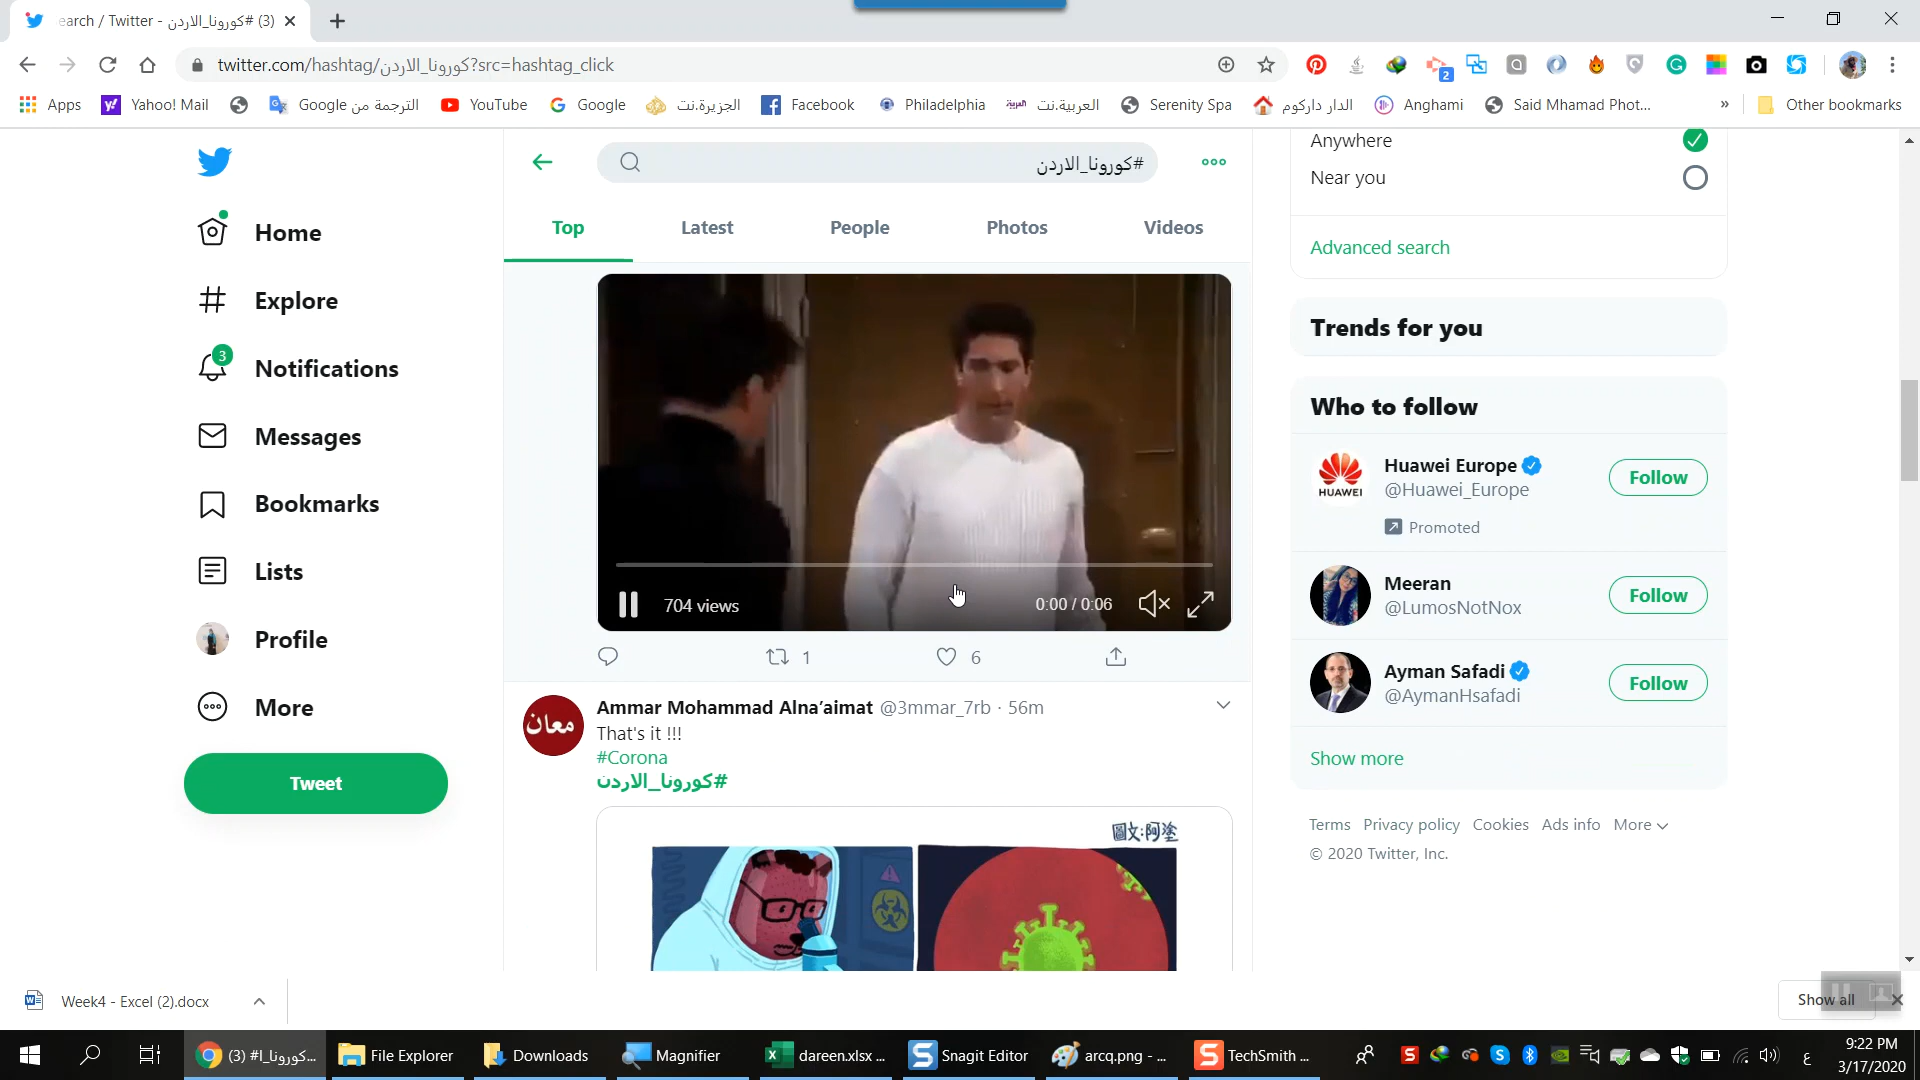 (3) #كورونا_الاردن - earch / Twitter
twitter.com/hashtag/كورونا_الاردن?src=hashtag_click
2
Apps
Yahoo! Mail
Google الترجمة من
YouTube
Google
الجزيرة.نت
Facebook
Philadelphia
العربية.نت
Serenity Spa
الدار داركوم
Anghami
Said Mhamad Phot...
»
Other bookmarks
Home
Explore
3
Notifications
Messages
Bookmarks
Lists
Profile
More
Tweet
#كورونا_الاردن
Top
Latest
People
Photos
Videos
704 views
0:00 / 0:06
1
6
معان
Ammar Mohammad Alna'aimat @3mmar_7rb · 56m
That's it !!!
#Corona
#كورونا_الاردن
圖文:阿塗
Anywhere
Near you
Advanced search
Trends for you
Who to follow
HUAWEI
Huawei Europe
@Huawei_Europe
Follow
Promoted
Meeran
@LumosNotNox
Follow
Ayman Safadi
@AymanHsafadi
Follow
Show more
Terms Privacy policy Cookies Ads info More
© 2020 Twitter, Inc.
Week4 - Excel (2).docx
Show all
(3) #كورونا_ا...
File Explorer
Downloads
Magnifier
dareen.xlsx ...
Snagit Editor
arcq.png - ...
TechSmith ...
ع
9:22 PM
3/17/2020